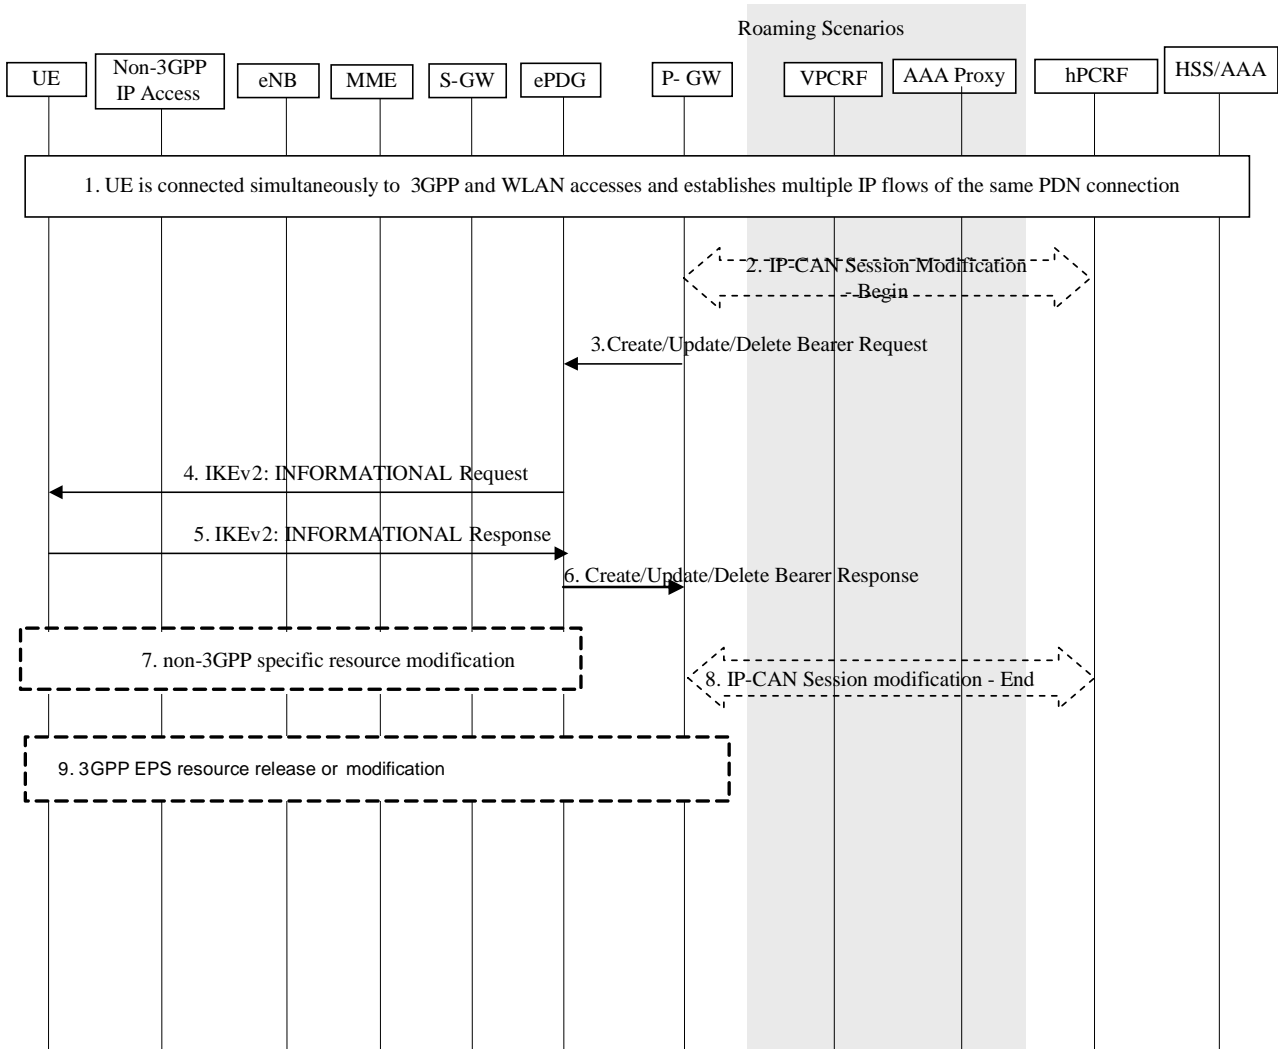 Roaming Scenarios
UE
Non-3GPP
IP Access
eNB
MME
S-GW
ePDG
P- GW
VPCRF
AAA Proxy
hPCRF
HSS/AAA
1. UE is connected simultaneously to 3GPP and WLAN accesses and establishes multiple IP flows of the same PDN connection
2. IP-CAN Session Modification
- Begin
3.Create/Update/Delete Bearer Request
4. IKEv2: INFORMATIONAL Request
5. IKEv2: INFORMATIONAL Response
6. Create/Update/Delete Bearer Response
7. non-3GPP specific resource modification
8. IP-CAN Session modification - End
9. 3GPP EPS resource release or modification